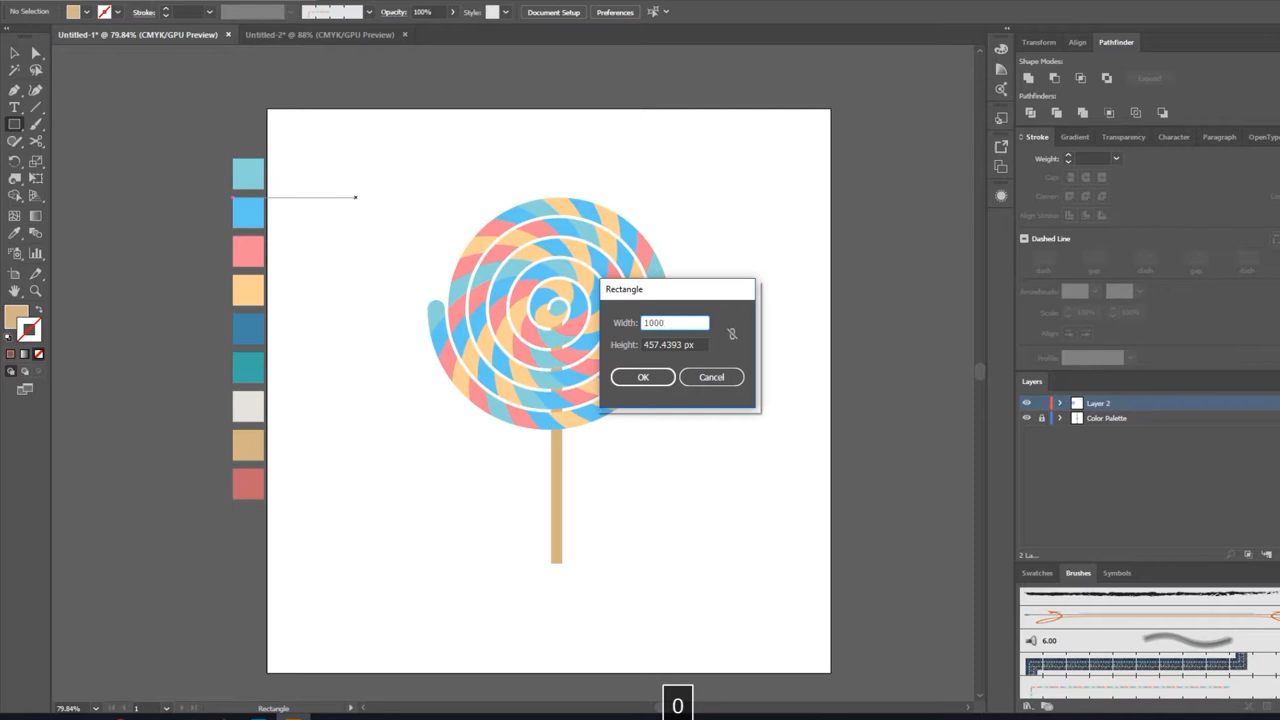 No Selection
Stroke:
Opacity: 100%
Style:
Document Setup
Preferences
Untitled-1* @ 79.84% (CMYK/GPU Preview)
Untitled-2* @ 88% (CMYK/GPU Preview)
Transform
Align
Pathfinder
Shape Modes:
Expand
Pathfinders:
Stroke
Gradient
Transparency
Character
Paragraph
OpenType
Weight:
Cap:
Corner:
Align Stroke:
Dashed Line
dash
gap
dash
gap
Arrowheads:
Scale:
100%
100%
Align:
Profile:
Rectangle
Width: 1000
Height: 457.4393 px
OK
Cancel
Layers
Layer 2
Color Palette
2 La...
Swatches
Brushes
Symbols
6.00
79.84%
1
Rectangle
0